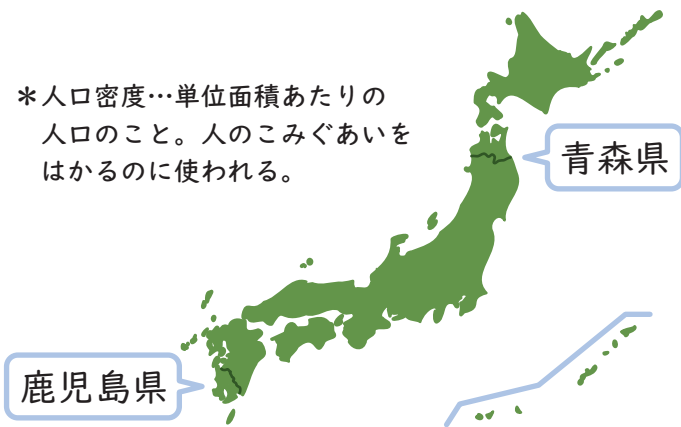 ＊人口密度…単位面積あたりの
人口のこと。人のこみぐあいを
はかるのに使われる。
青森県
鹿児島県